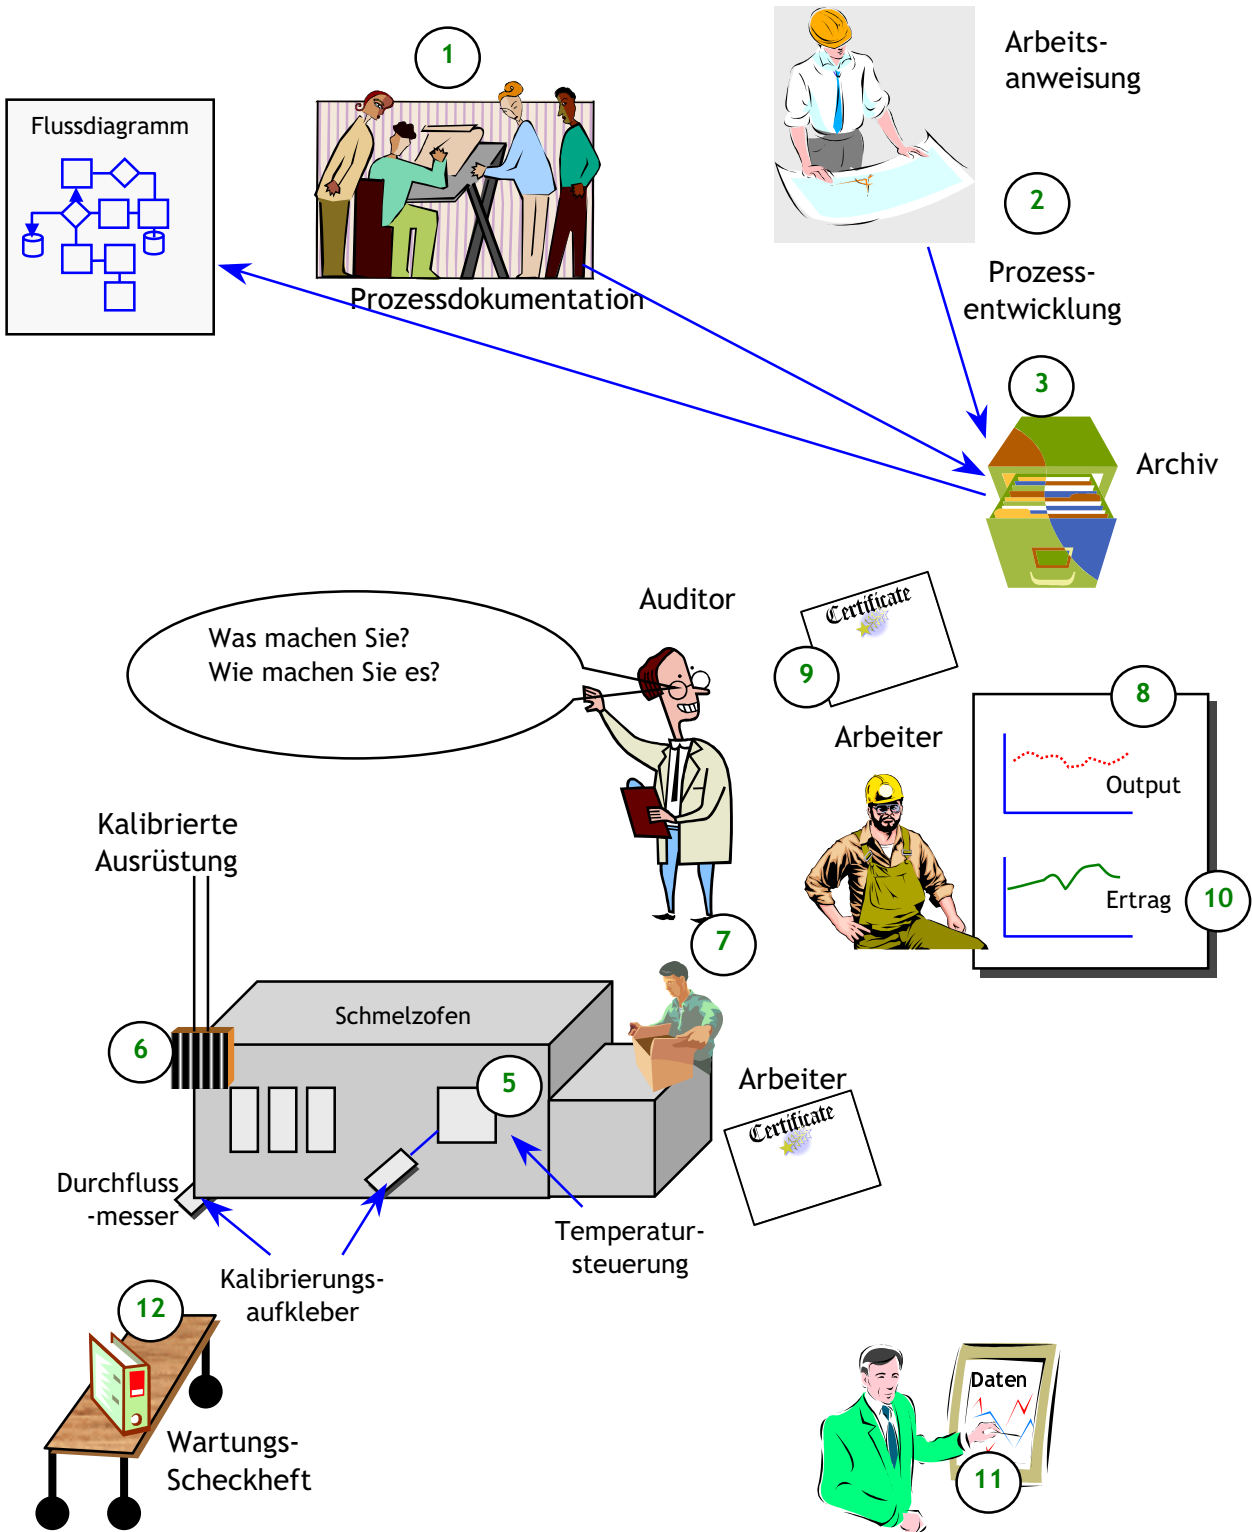 1
Arbeits-
anweisung
Flussdiagramm
2
Prozessdokumentation
Prozess-
entwicklung
3
Archiv
Auditor
Certificate
Was machen Sie?
Wie machen Sie es?
9
8
Arbeiter
Output
Kalibrierte
Ausrüstung
Ertrag
10
7
Schmelzofen
6
5
Arbeiter
Certificate
Durchfluss
-messer
Temperatur-
steuerung
Kalibrierungs-
aufkleber
12
Daten
Wartungs-
Scheckheft
11